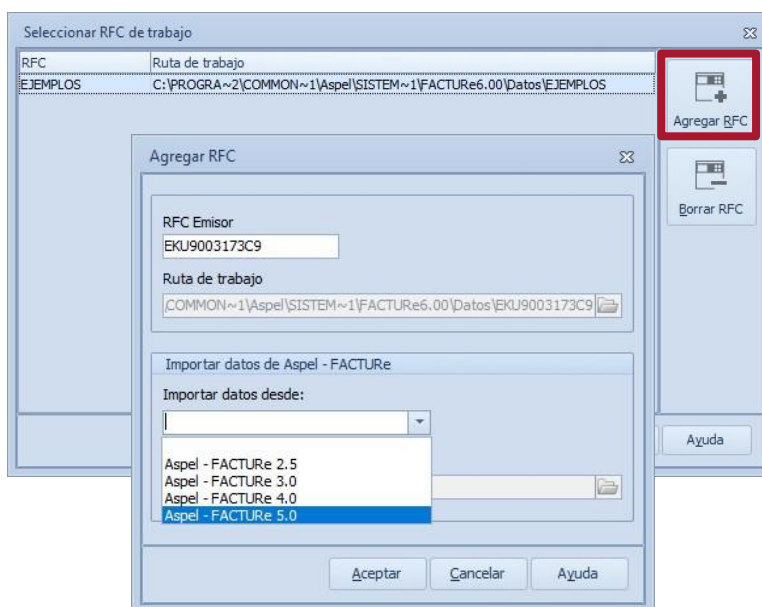 Seleccionar RFC de trabajo
RFC Ruta de trabajo
EJEMPLOS C:\PROGRA~2\COMMON~1\Aspel\SISTEM~1\FACTURe6.00\Datos\EJEMPLOS
Agregar RFC
Borrar RFC
Agregar RFC
RFC Emisor
EKU9003173C9
Ruta de trabajo
COMMON~1\Aspel\SISTEM~1\FACTURe6.00\Datos\EKU9003173C9
Importar datos de Aspel - FACTURe
Importar datos desde:
Aspel - FACTURe 2.5
Aspel - FACTURe 3.0
Aspel - FACTURe 4.0
Aspel - FACTURe 5.0
Ayuda
Aceptar Cancelar Ayuda